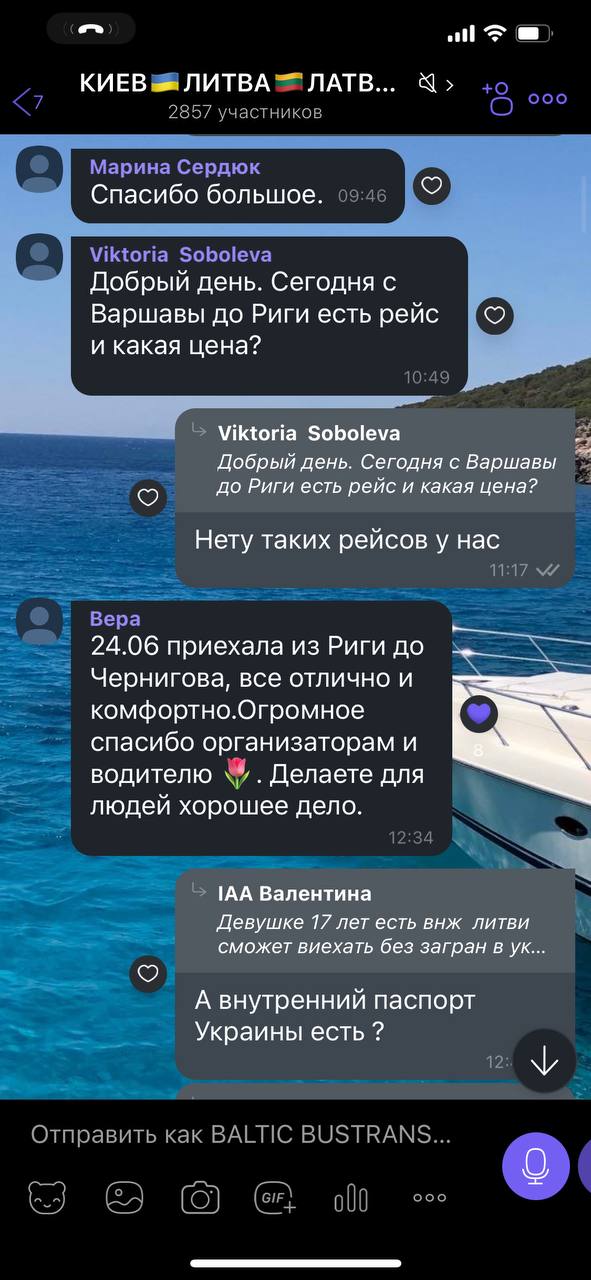 КИЕВ🇺🇦ЛИТВА🇱🇹ЛАТВ...
7
2857 участников
Марина Сердюк
Спасибо большое. 09:46
Viktoria Soboleva
Добрый день. Сегодня с
Варшавы до Риги есть рейс
и какая цена?
10:49
Viktoria Soboleva
Добрый день. Сегодня с Варшавы
до Риги есть рейс и какая цена?
Нету таких рейсов у нас
11:17
Вера
24.06 приехала из Риги до
Чернигова, все отлично и
комфортно.Огромное
спасибо организаторам и
водителю 🌷. Делаете для
людей хорошее дело.
8
12:34
IAA Валентина
Девушке 17 лет есть внж литви
сможет виехать без загран в ук...
А внутренний паспорт
Украины есть ?
12:
Отправить как BALTIC BUSTRANS...
GIF